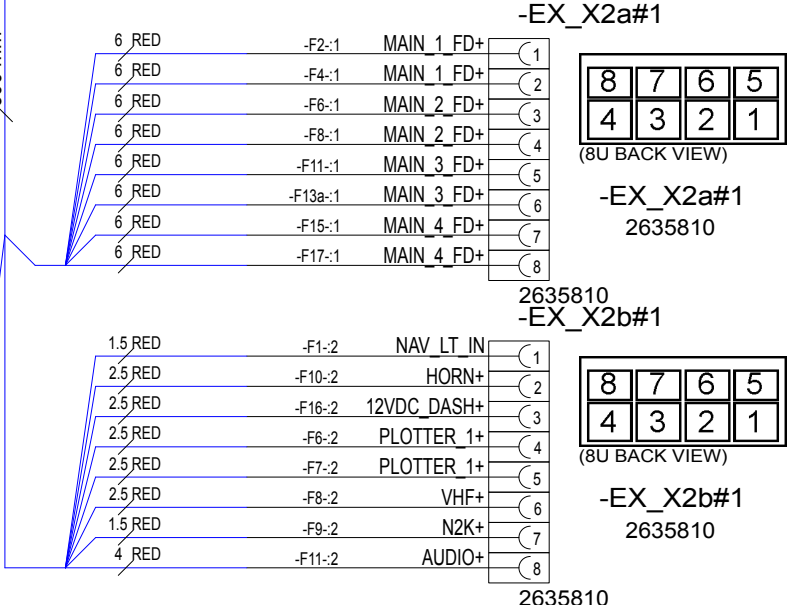 -EX_X2a#1
6 RED -F2-:1 MAIN_1_FD+ 1
6 RED -F4-:1 MAIN_1_FD+ 2
6 RED -F6-:1 MAIN_2_FD+ 3
6 RED -F8-:1 MAIN_2_FD+ 4
6 RED -F11-:1 MAIN_3_FD+ 5
6 RED -F13a-:1 MAIN_3_FD+ 6
6 RED -F15-:1 MAIN_4_FD+ 7
6 RED -F17-:1 MAIN_4_FD+ 8
2635810
8 7 6 5
4 3 2 1
(8U BACK VIEW)
-EX_X2a#1
2635810
-EX_X2b#1
1.5 RED -F1-:2 NAV_LT_IN 1
2.5 RED -F10-:2 HORN+ 2
2.5 RED -F16-:2 12VDC_DASH+ 3
2.5 RED -F6-:2 PLOTTER_1+ 4
2.5 RED -F7-:2 PLOTTER_1+ 5
2.5 RED -F8-:2 VHF+ 6
1.5 RED -F9-:2 N2K+ 7
4 RED -F11-:2 AUDIO+ 8
2635810
8 7 6 5
4 3 2 1
(8U BACK VIEW)
-EX_X2b#1
2635810